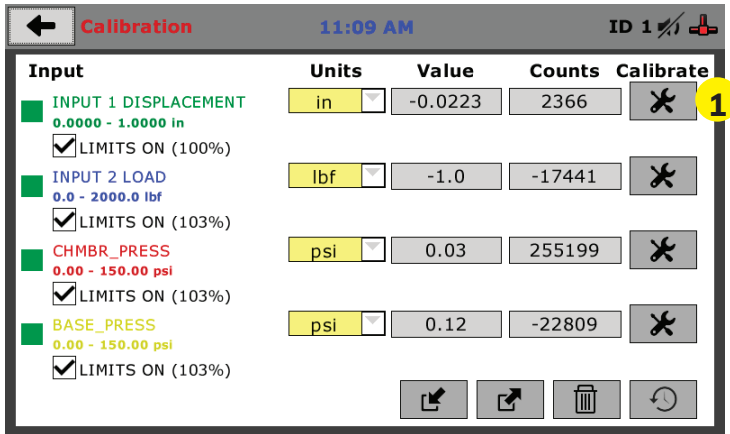 Calibration 11:09 AM ID 1
Input Units Value Counts Calibrate
INPUT 1 DISPLACEMENT in -0.0223 2366 1
0.0000 - 1.0000 in
LIMITS ON (100%)
INPUT 2 LOAD lbf -1.0 -17441
0.0 - 2000.0 lbf
LIMITS ON (103%)
CHMBR_PRESS psi 0.03 255199
0.00 - 150.00 psi
LIMITS ON (103%)
BASE_PRESS psi 0.12 -22809
0.00 - 150.00 psi
LIMITS ON (103%)